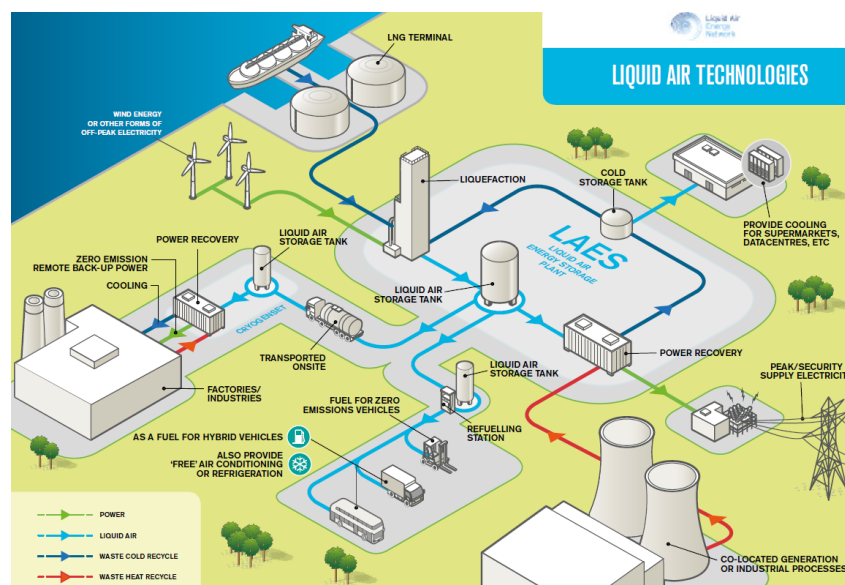 Liquid Air
Energy
Network
LIQUID AIR TECHNOLOGIES
LNG TERMINAL
WIND ENERGY
OR OTHER FORMS OF
OFF-PEAK ELECTRICITY
LIQUEFACTION
COLD
STORAGE TANK
PROVIDE COOLING
FOR SUPERMARKETS,
DATACENTRES, ETC
LAES
LIQUID AIR
ENERGY STORAGE
PLANT
LIQUID AIR
STORAGE TANK
POWER RECOVERY
ZERO EMISSION
REMOTE BACK-UP POWER
COOLING
LIQUID AIR
STORAGE TANK
CRYOGENSET
TRANSPORTED
ONSITE
FACTORIES/
INDUSTRIES
POWER RECOVERY
PEAK/SECURITY
SUPPLY ELECTRICIT
LIQUID AIR
STORAGE TANK
FUEL FOR ZERO
EMISSIONS VEHICLES
REFUELLING
STATION
AS A FUEL FOR HYBRID VEHICLES
ALSO PROVIDE
'FREE' AIR CONDITIONING
OR REFRIGERATION
POWER
LIQUID AIR
WASTE COLD RECYCLE
WASTE HEAT RECYCLE
CO-LOCATED GENERATION
OR INDUSTRIAL PROCESSES